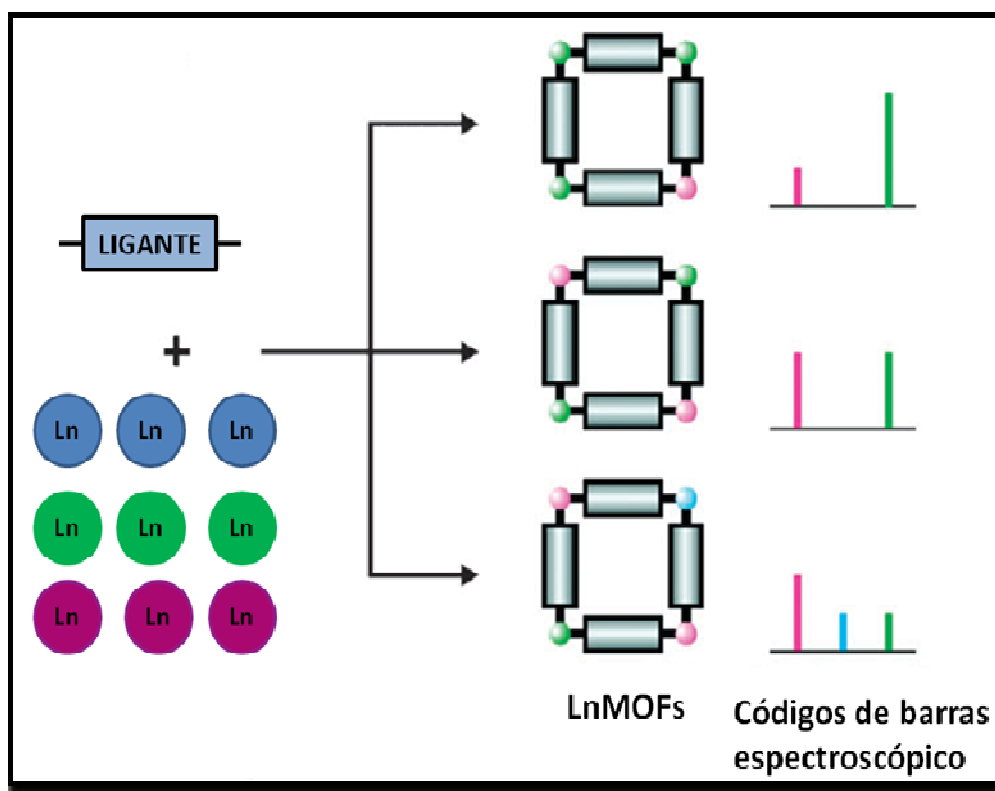 LIGANTE
+
Ln Ln Ln
Ln Ln Ln
Ln Ln Ln
LnMOFs
Códigos de barras
espectroscópico